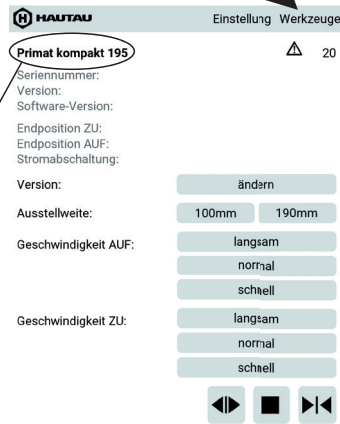 HAUTAU
Einstellung Werkzeuge
Primat kompakt 195
20
Seriennummer:
Version:
Software-Version:
Endposition ZU:
Endposition AUF:
Stromabschaltung:
Version: ändern
Ausstellweite: 100mm 190mm
Geschwindigkeit AUF: langsam
normal
schnell
Geschwindigkeit ZU: langsam
normal
schnell